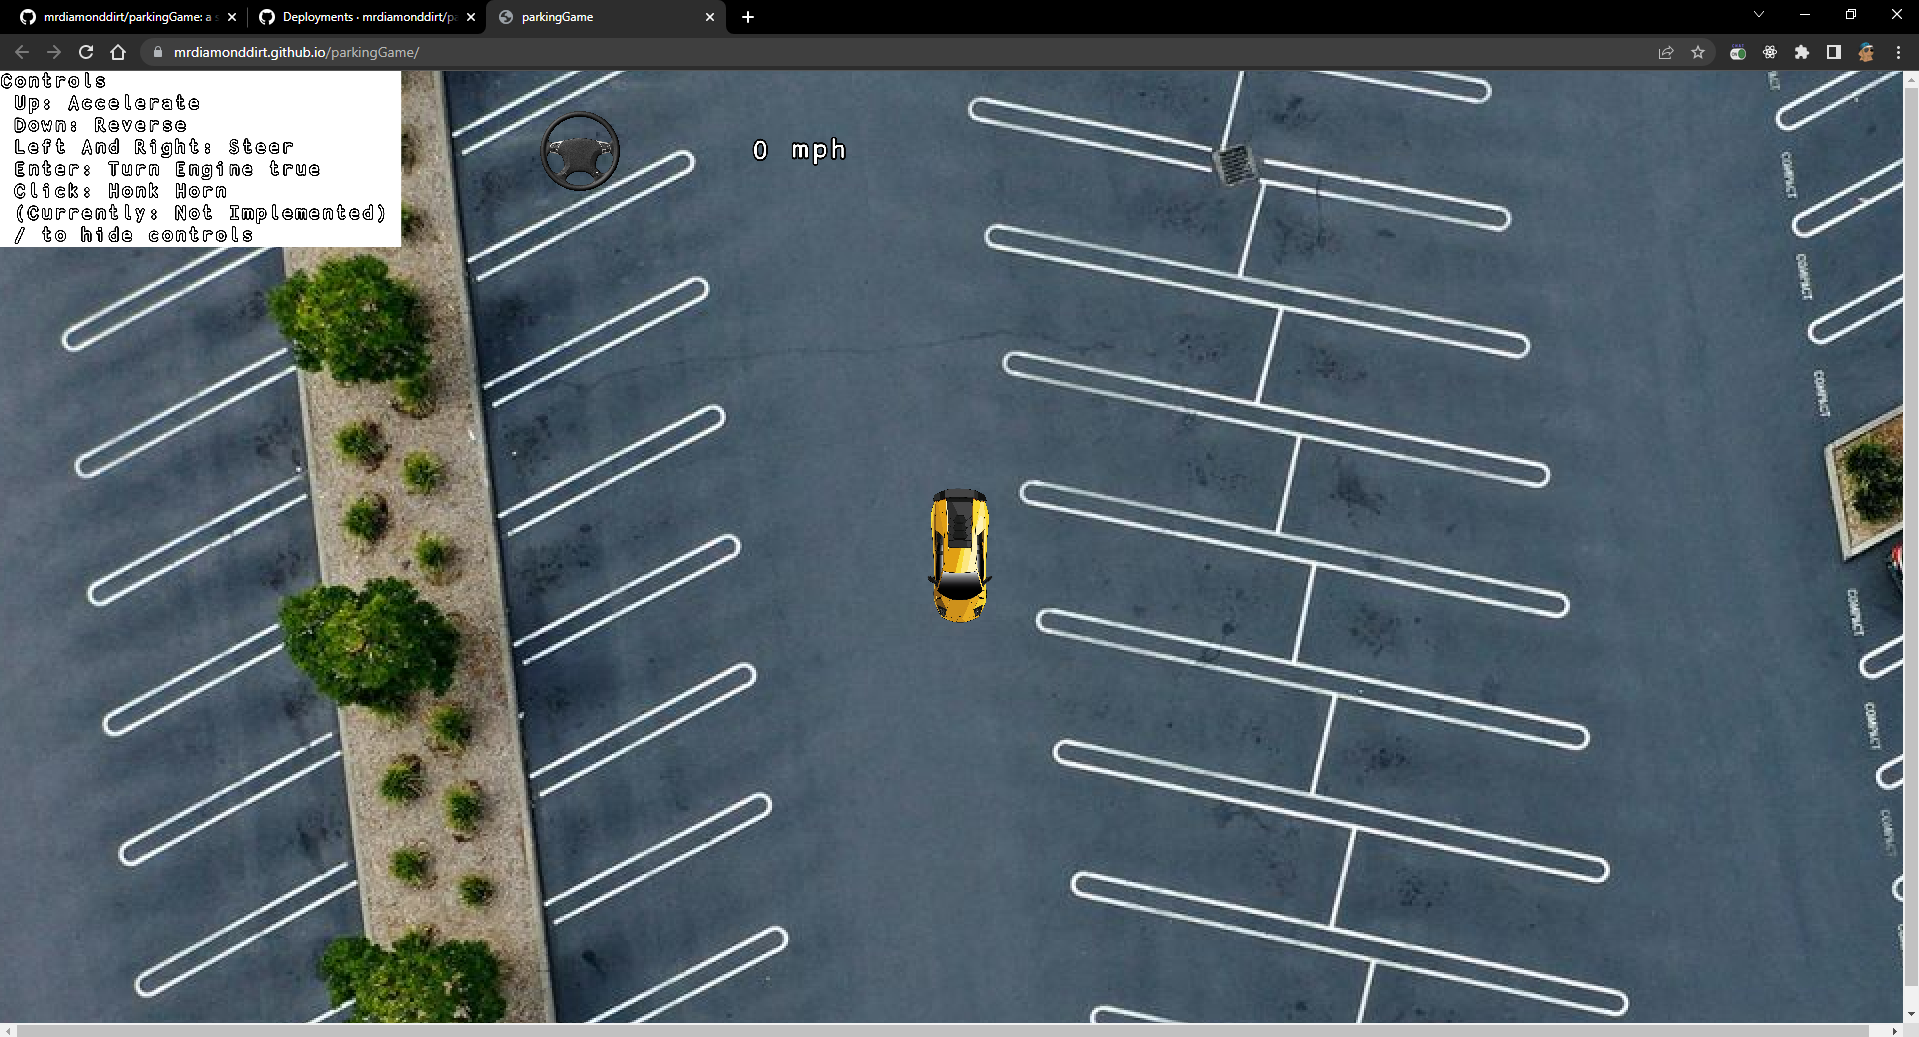 mrdiamonddirt/parkingGame: a s
Deployments · mrdiamonddirt/pa
parkingGame
mrdiamonddirt.github.io/parkingGame/
Controls
Up: Accelerate
Down: Reverse
Left And Right: Steer
Enter: Turn Engine true
Click: Honk Horn
(Currently: Not Implemented)
/ to hide controls
0 mph
COMPACT
COMPACT
COMPACT
COMPACT
COMPACT
COMPACT